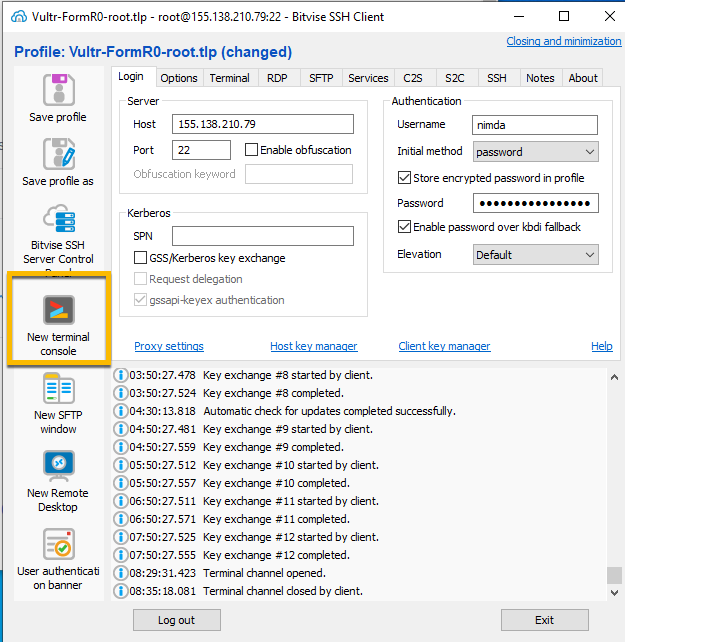 Vultr-FormR0-root.tlp - root@155.138.210.79:22 - Bitvise SSH Client
Profile: Vultr-FormR0-root.tlp (changed)
Closing and minimization
Save profile
Save profile as
Bitvise SSH
Server Control
Panel
New terminal
console
New SFTP
window
New Remote
Desktop
User authenticati
on banner
Login Options Terminal RDP SFTP Services C2S S2C SSH Notes About
Server
Host 155.138.210.79
Port 22 Enable obfuscation
Obfuscation keyword
Kerberos
SPN
GSS/Kerberos key exchange
Request delegation
gssapi-keyex authentication
Authentication
Username nimda
Initial method password
Store encrypted password in profile
Password ●●●●●●●●●●●●●●●●
Enable password over kbdi fallback
Elevation Default
Proxy settings Host key manager Client key manager Help
03:50:27.478 Key exchange #8 started by client.
03:50:27.524 Key exchange #8 completed.
04:30:13.818 Automatic check for updates completed successfully.
04:50:27.481 Key exchange #9 started by client.
04:50:27.559 Key exchange #9 completed.
05:50:27.512 Key exchange #10 started by client.
05:50:27.557 Key exchange #10 completed.
06:50:27.511 Key exchange #11 started by client.
06:50:27.571 Key exchange #11 completed.
07:50:27.525 Key exchange #12 started by client.
07:50:27.555 Key exchange #12 completed.
08:29:31.423 Terminal channel opened.
08:35:18.081 Terminal channel closed by client.
Log out Exit